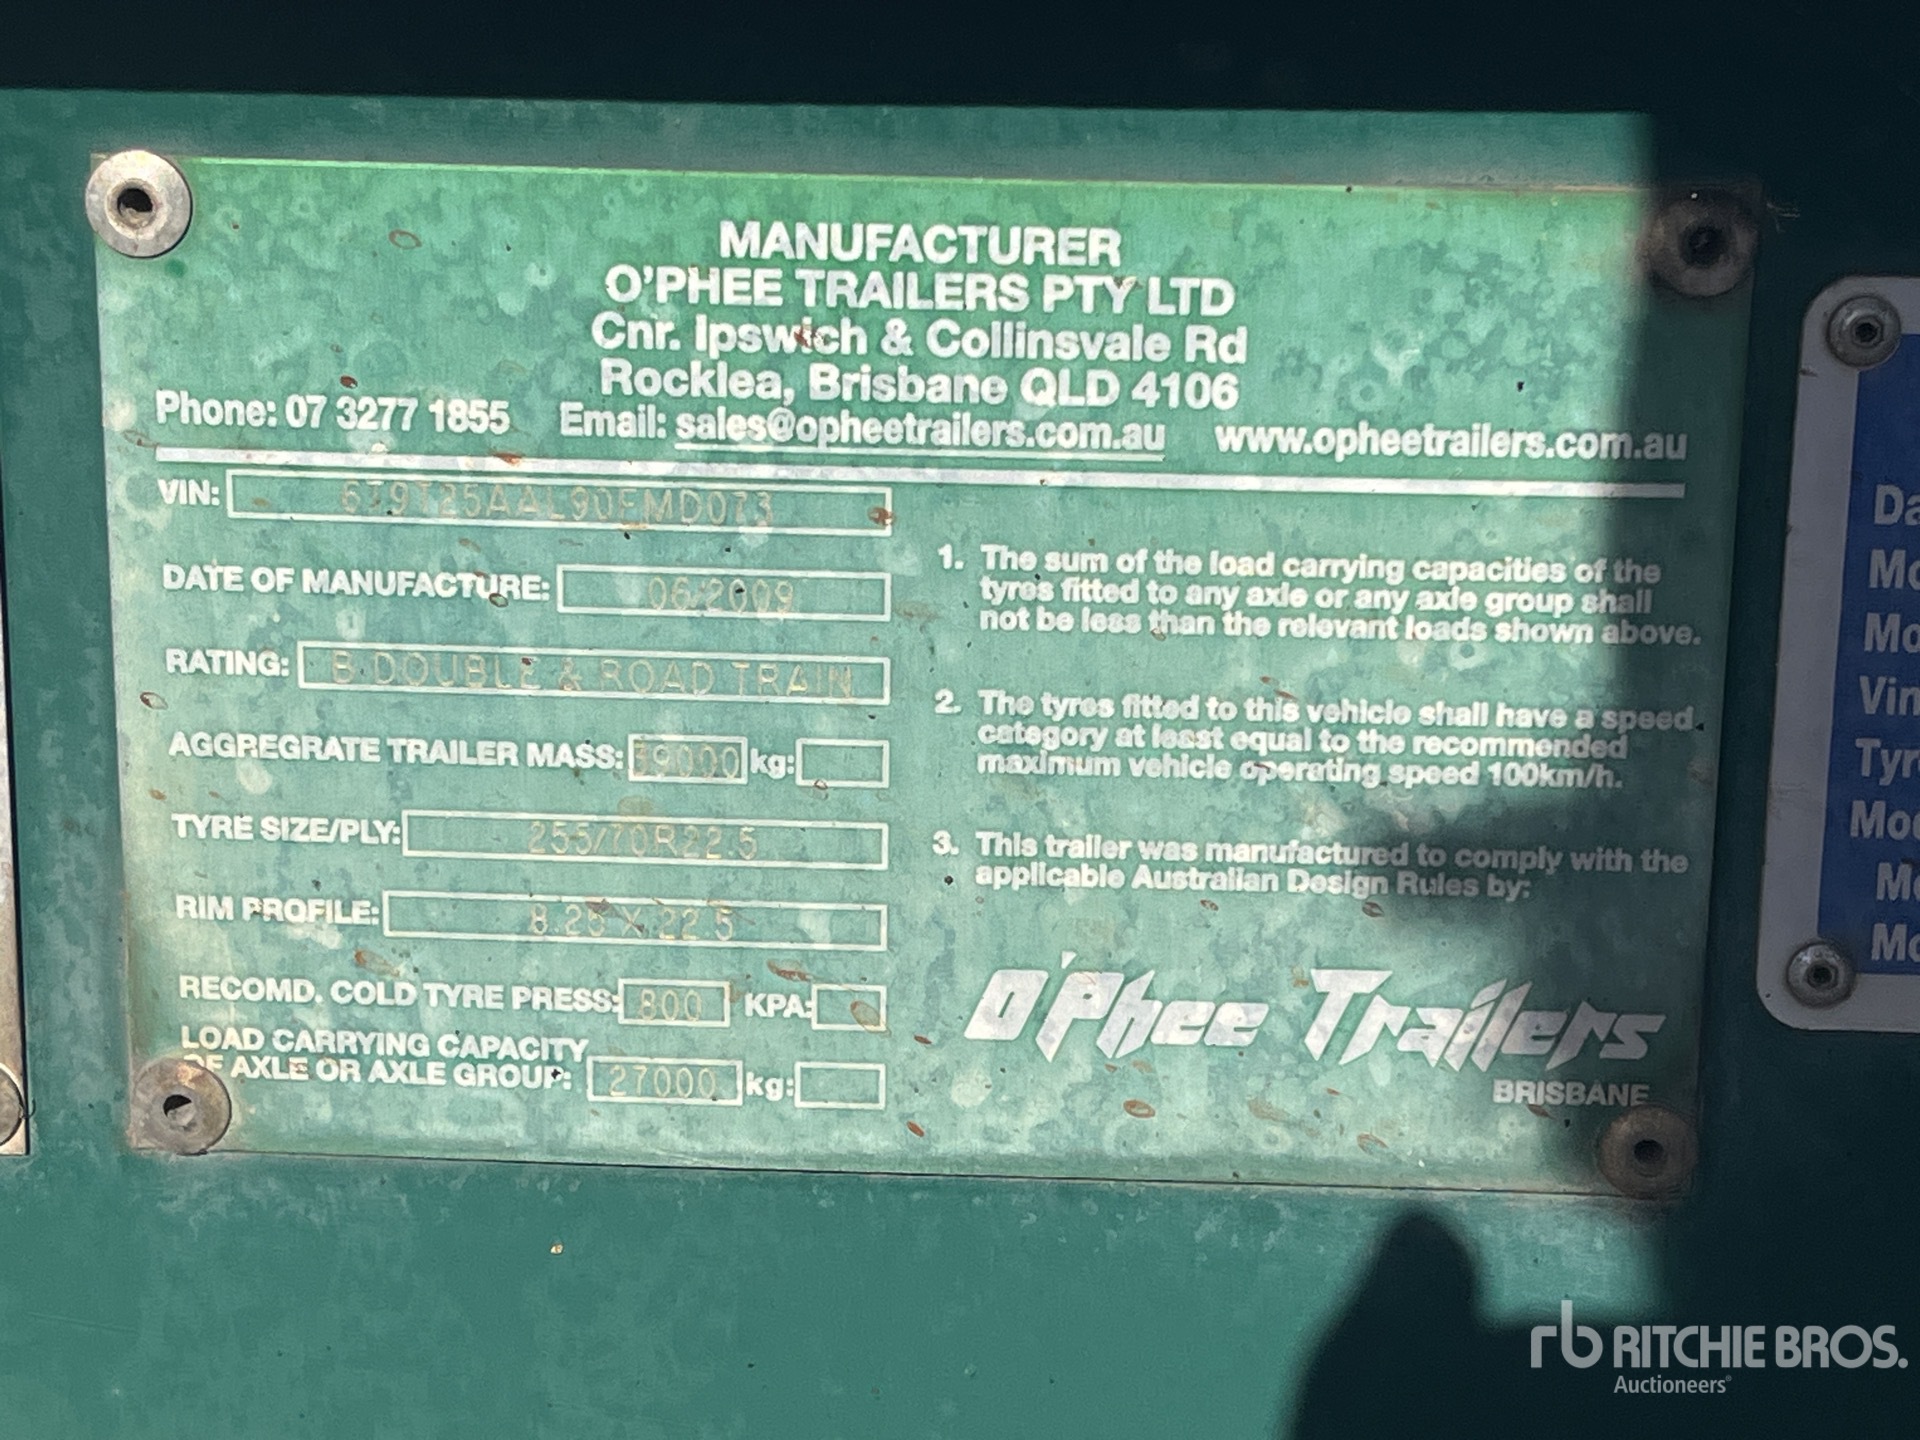 MANUFACTURER
O'PHEE TRAILERS PTY LTD
Cnr. Ipswich & Collinsvale Rd
Rocklea, Brisbane QLD 4106
Phone: 07 3277 1855 Email: sales@opheetrailers.com.au www.opheetrailers.com.au
VIN: 6T9T25AAL90FMD073
DATE OF MANUFACTURE: 06/2009
RATING: B.DOUBLE & ROAD TRAIN
AGGREGRATE TRAILER MASS: 39000 kg:
TYRE SIZE/PLY: 255/70R22.5
RIM PROFILE: 8.25 X 22.5
RECOMD. COLD TYRE PRESS: 800 KPA:
LOAD CARRYING CAPACITY
OF AXLE OR AXLE GROUP: 27000 kg:
1. The sum of the load carrying capacities of the
tyres fitted to any axle or any axle group shall
not be less than the relevant loads shown above.
2. The tyres fitted to this vehicle shall have a speed
category at least equal to the recommended
maximum vehicle operating speed 100km/h.
3. This trailer was manufactured to comply with the
applicable Australian Design Rules by:
O'Phee Trailers
BRISBANE
Vin
rb RITCHIE BROS.
Auctioneers